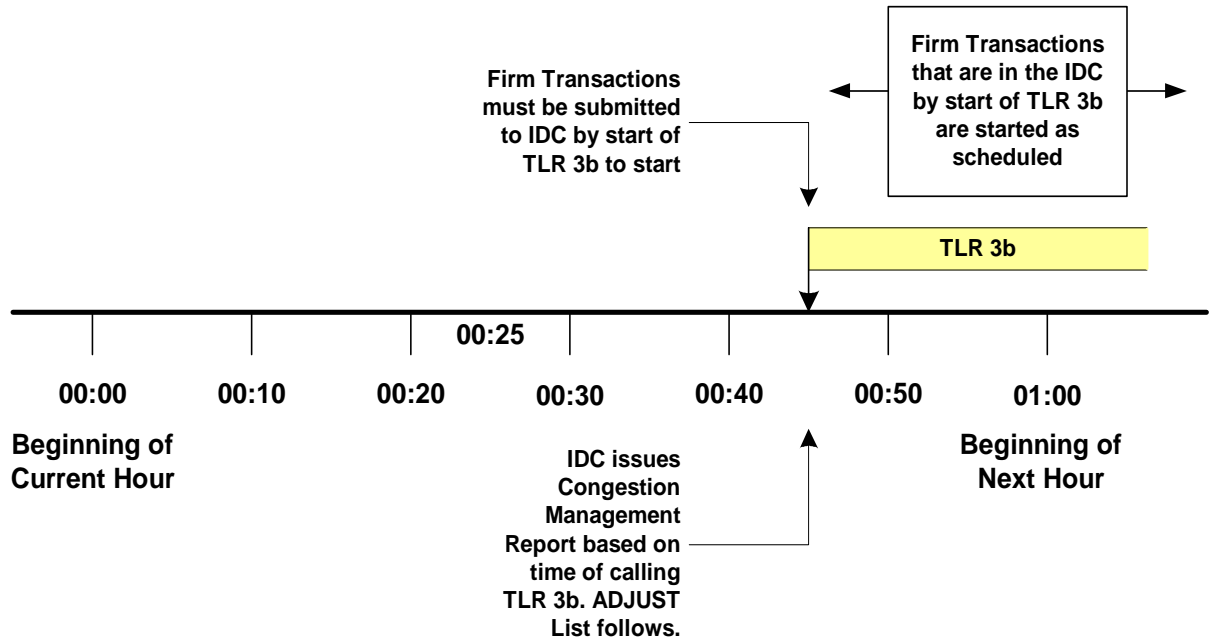 Firm Transactions
must be submitted
to IDC by start of
TLR 3b to start
Firm Transactions
that are in the IDC
by start of TLR 3b
are started as
scheduled
TLR 3b
00:25
00:00
00:10
00:20
00:30
00:40
00:50
01:00
Beginning of
Current Hour
IDC issues
Congestion
Management
Report based on
time of calling
TLR 3b. ADJUST
List follows.
Beginning of
Next Hour